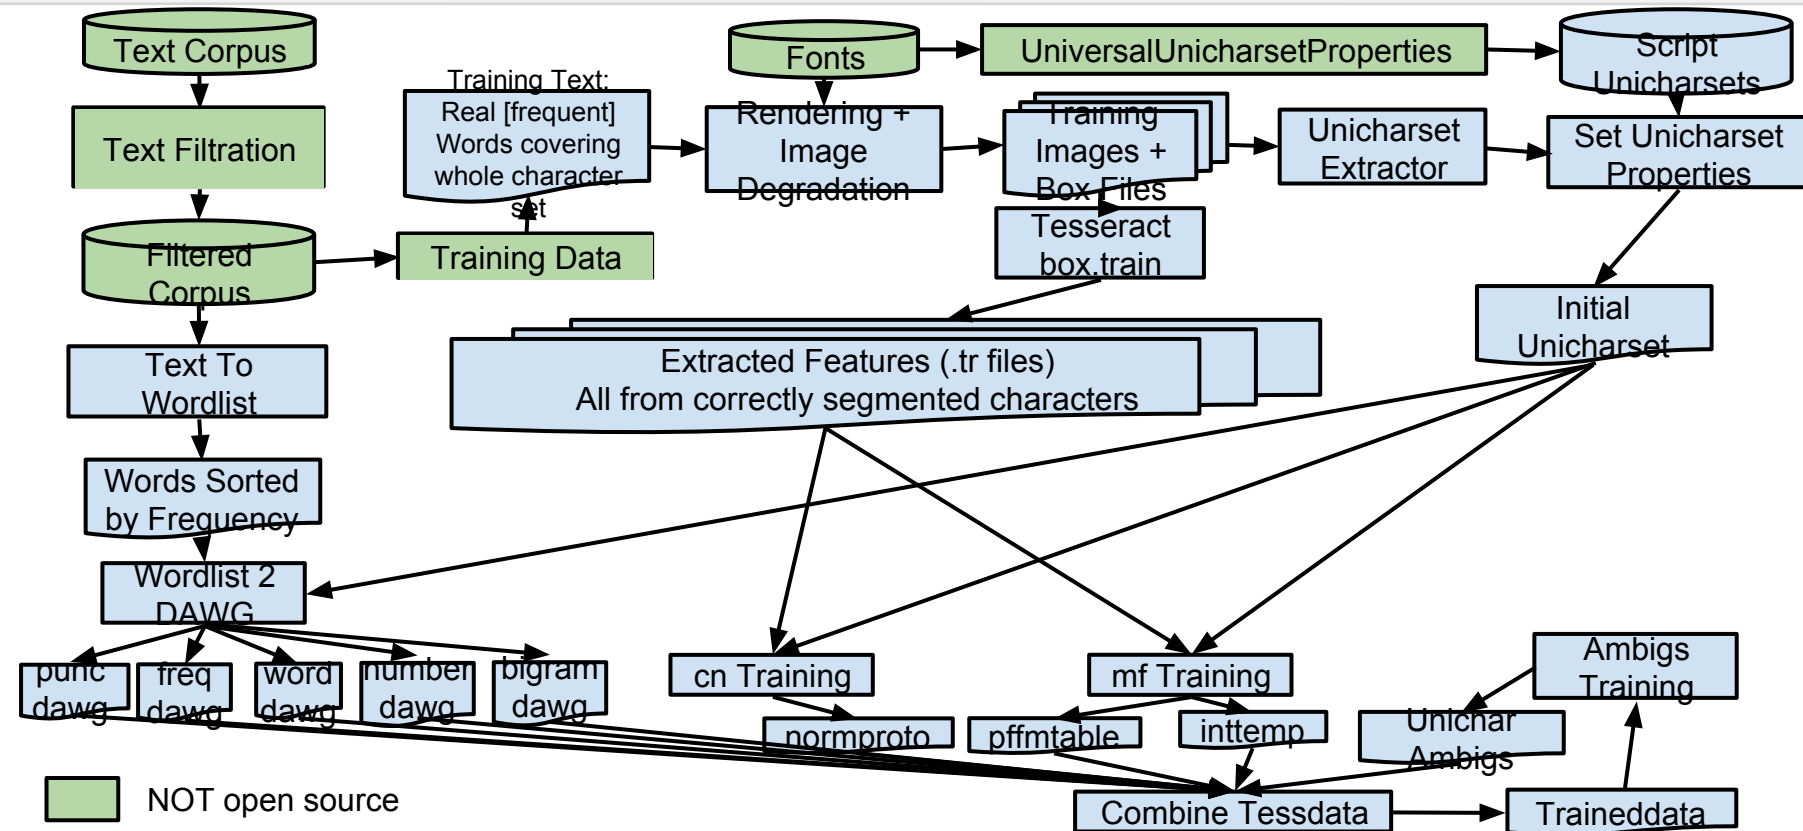 Text Corpus
Text Filtration
Filtered
Corpus
Text To
Wordlist
Words Sorted
by Frequency
Wordlist 2
DAWG
punc
dawg
freq
dawg
word
dawg
number
dawg
bigram
dawg
Training Text:
Real [frequent]
Words covering
whole character
set
Training Data
Fonts
UniversalUnicharsetProperties
Script
Unicharsets
Rendering +
Image
Degradation
Training
Images +
Box Files
Unicharset
Extractor
Set Unicharset
Properties
Tesseract
box.train
Initial
Unicharset
Extracted Features (.tr files)
All from correctly segmented characters
cn Training
normproto
mf Training
pffmtable
inttemp
Ambigs
Training
Unichar
Ambigs
Combine Tessdata
Traineddata
NOT open source